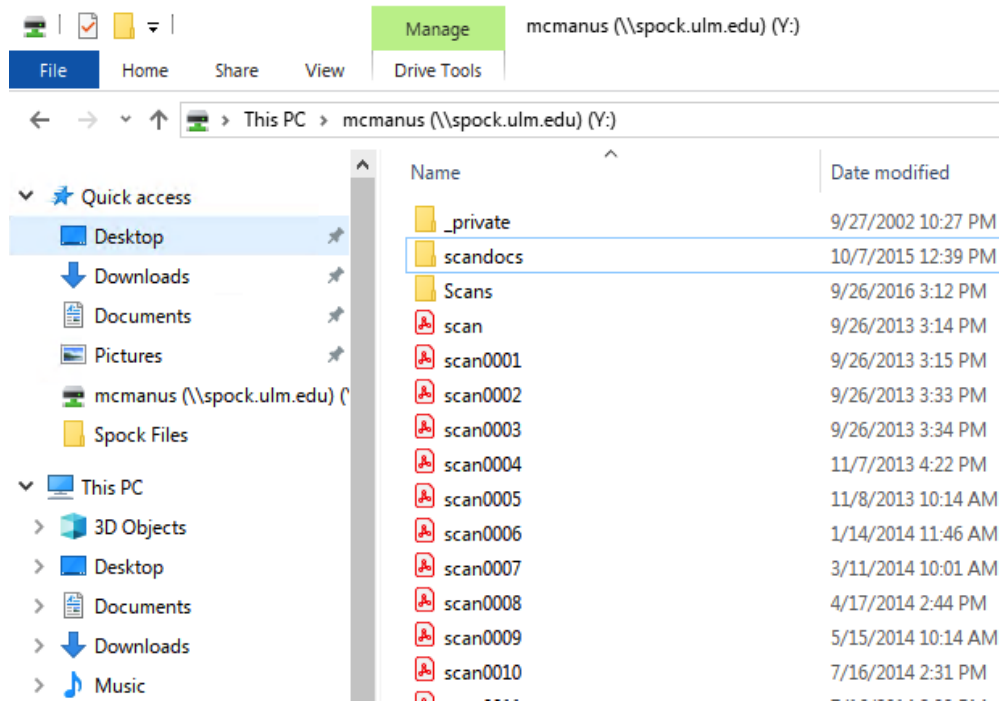 Manage mcmanus (\\spock.ulm.edu) (Y:)
File Home Share View Drive Tools
This PC mcmanus (\\spock.ulm.edu) (Y:)
Quick access
Desktop
Downloads
Documents
Pictures
mcmanus (\\spock.ulm.edu) ('
Spock Files
This PC
3D Objects
Desktop
Documents
Downloads
Music
Name Date modified
_private 9/27/2002 10:27 PM
scandocs 10/7/2015 12:39 PM
Scans 9/26/2016 3:12 PM
scan 9/26/2013 3:14 PM
scan0001 9/26/2013 3:15 PM
scan0002 9/26/2013 3:33 PM
scan0003 9/26/2013 3:34 PM
scan0004 11/7/2013 4:22 PM
scan0005 11/8/2013 10:14 AM
scan0006 1/14/2014 11:46 AM
scan0007 3/11/2014 10:01 AM
scan0008 4/17/2014 2:44 PM
scan0009 5/15/2014 10:14 AM
scan0010 7/16/2014 2:31 PM